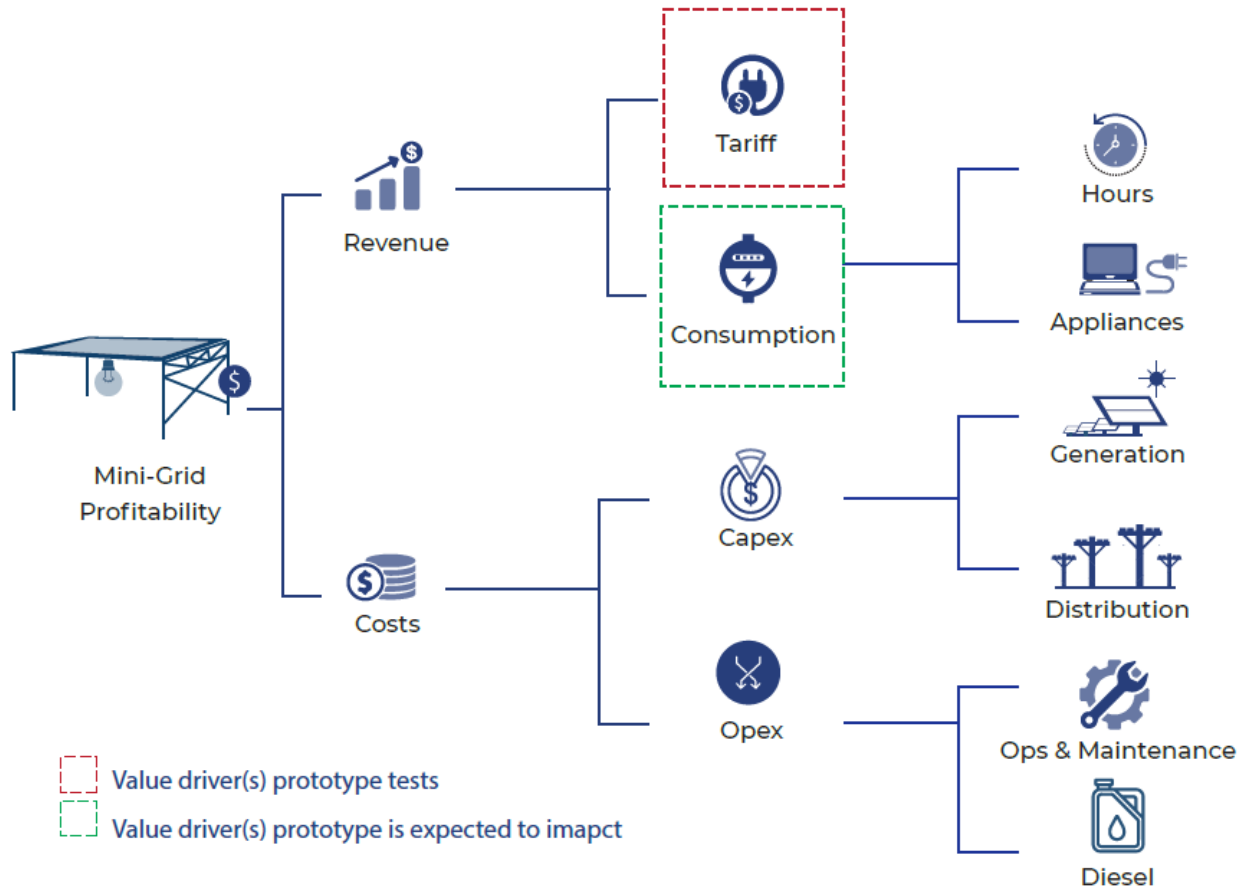 $
Tariff
$
Revenue
Hours
Consumption
Appliances
$
Mini-Grid
Profitability
Generation
$
Capex
$
Costs
Distribution
Opex
Ops & Maintenance
Value driver(s) prototype tests
Value driver(s) prototype is expected to imapct
Diesel